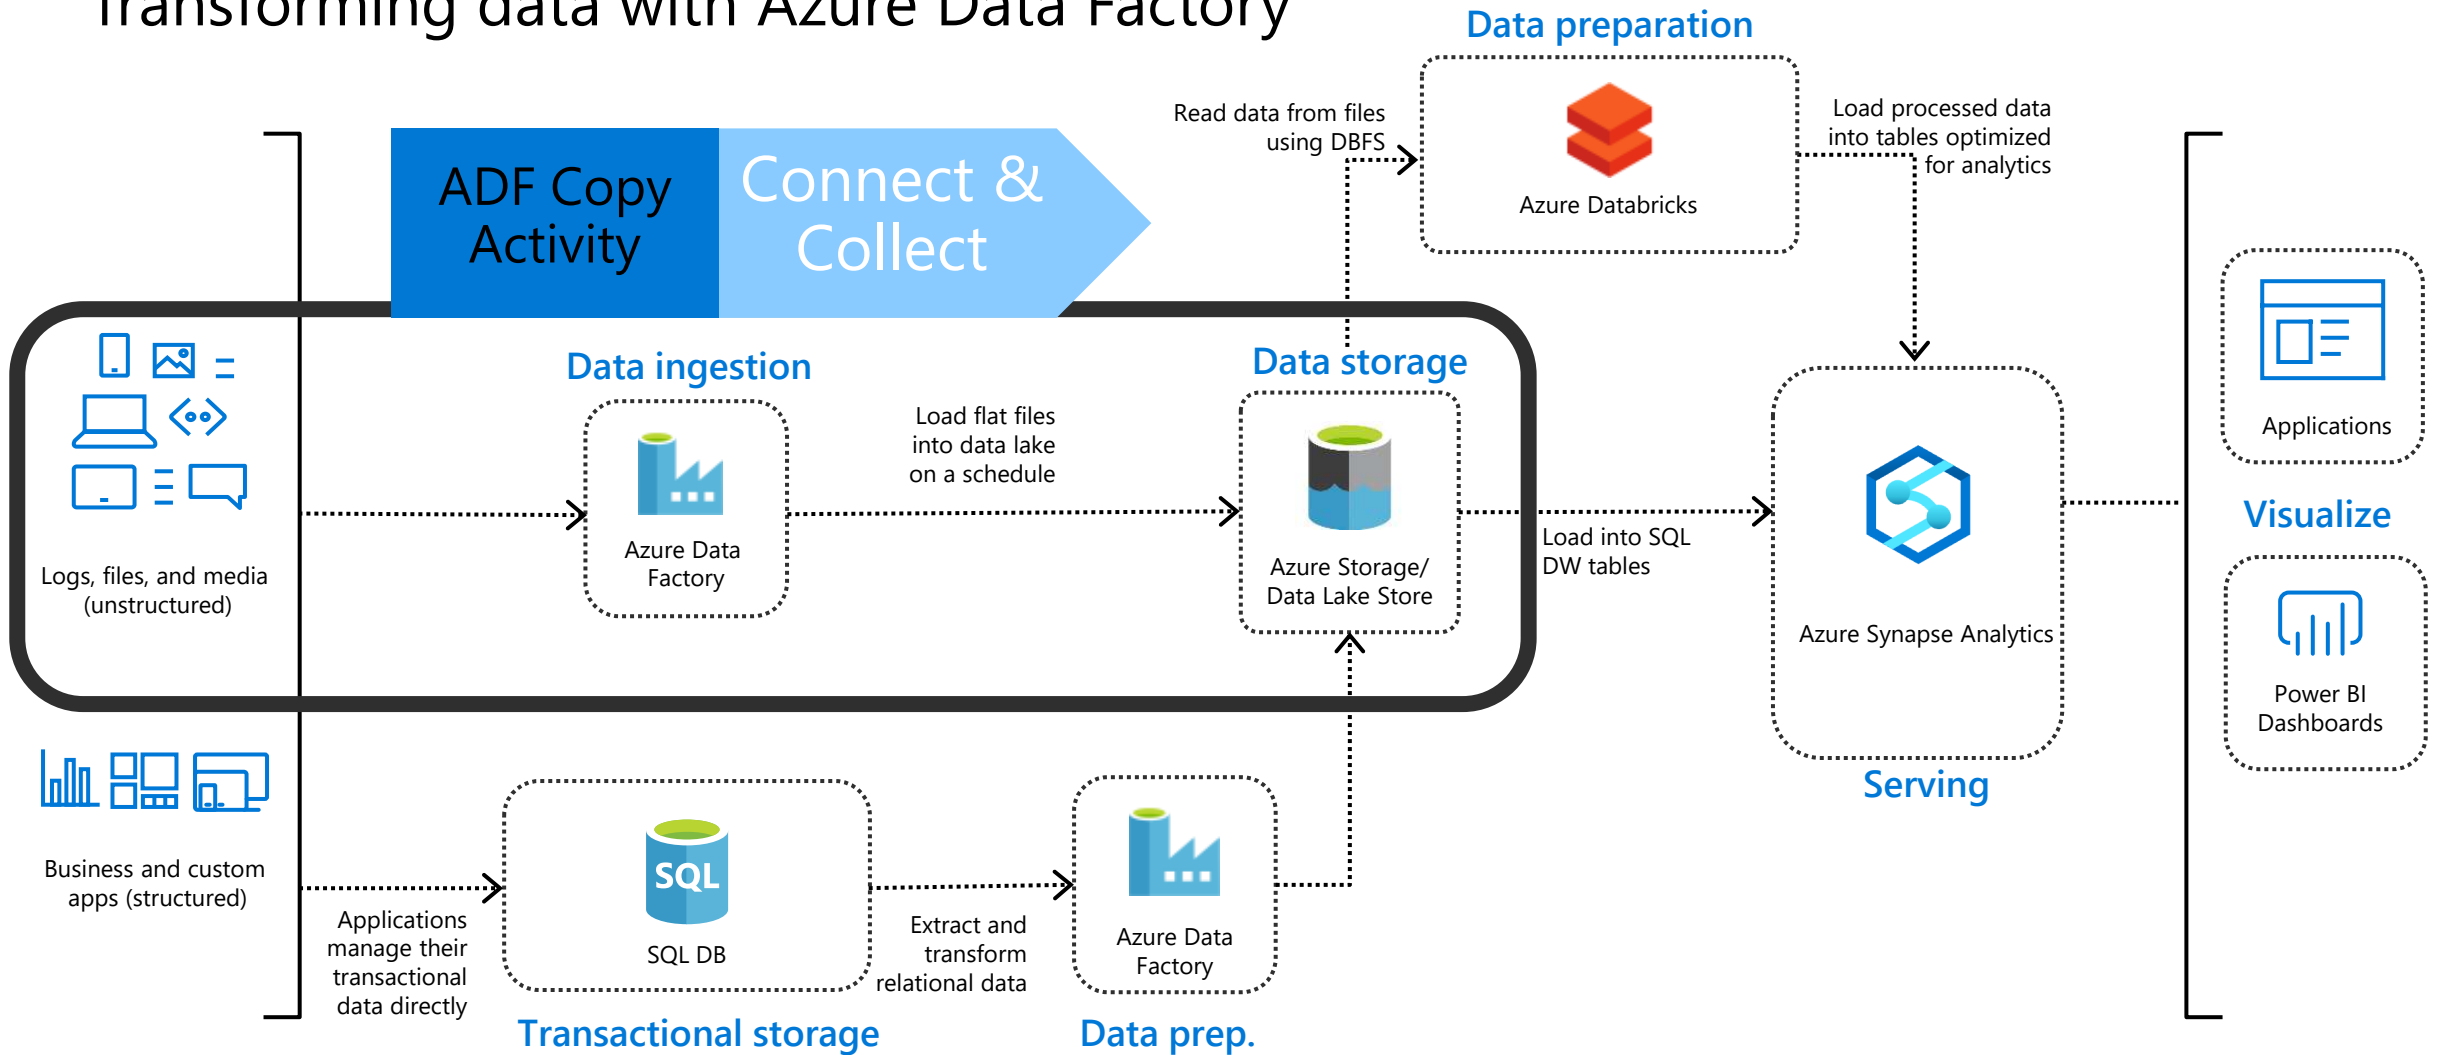 Transforming data with Azure Data Factory
Data preparation
Read data from files
using DBFS
Azure Databricks
Load processed data
into tables optimized
for analytics
ADF Copy
Activity
Connect &
Collect
Logs, files, and media
(unstructured)
Data ingestion
Azure Data
Factory
Load flat files
into data lake
on a schedule
Data storage
Azure Storage/
Data Lake Store
Load into SQL
DW tables
Azure Synapse Analytics
Serving
Applications
Visualize
Power BI
Dashboards
Business and custom
apps (structured)
Applications
manage their
transactional
data directly
SQL
SQL DB
Transactional storage
Extract and
transform
relational data
Azure Data
Factory
Data prep.